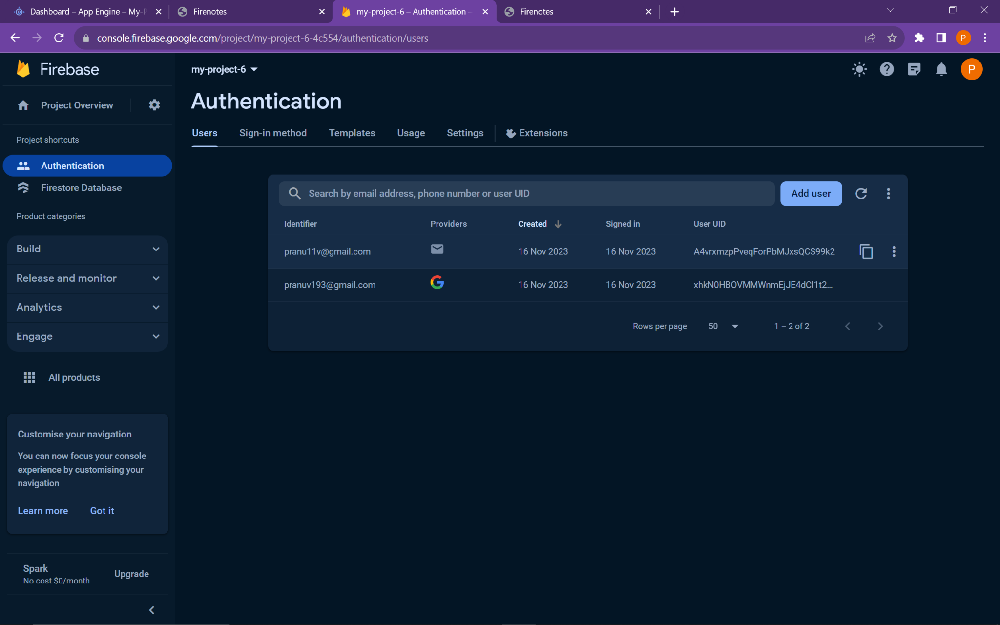 Dashboard – App Engine – My-P
Firenotes
my-project-6 – Authentication –
Firenotes
console.firebase.google.com/project/my-project-6-4c554/authentication/users
P
Firebase
my-project-6
P
Project Overview
Authentication
Users
Sign-in method
Templates
Usage
Settings
Extensions
Project shortcuts
Authentication
Firestore Database
Product categories
Build
Release and monitor
Analytics
Engage
All products
Customise your navigation
You can now focus your console
experience by customising your
navigation
Learn more
Got it
Spark
No cost $0/month
Upgrade
Search by email address, phone number or user UID
Add user
Identifier
Providers
Created
Signed in
User UID
pranu11v@gmail.com
16 Nov 2023
16 Nov 2023
A4vrxmzpPveqForPbMJxsQCS99k2
pranuv193@gmail.com
16 Nov 2023
16 Nov 2023
xhkN0HBOVMMWnmEjJE4dCI1t2...
Rows per page
50
1 – 2 of 2